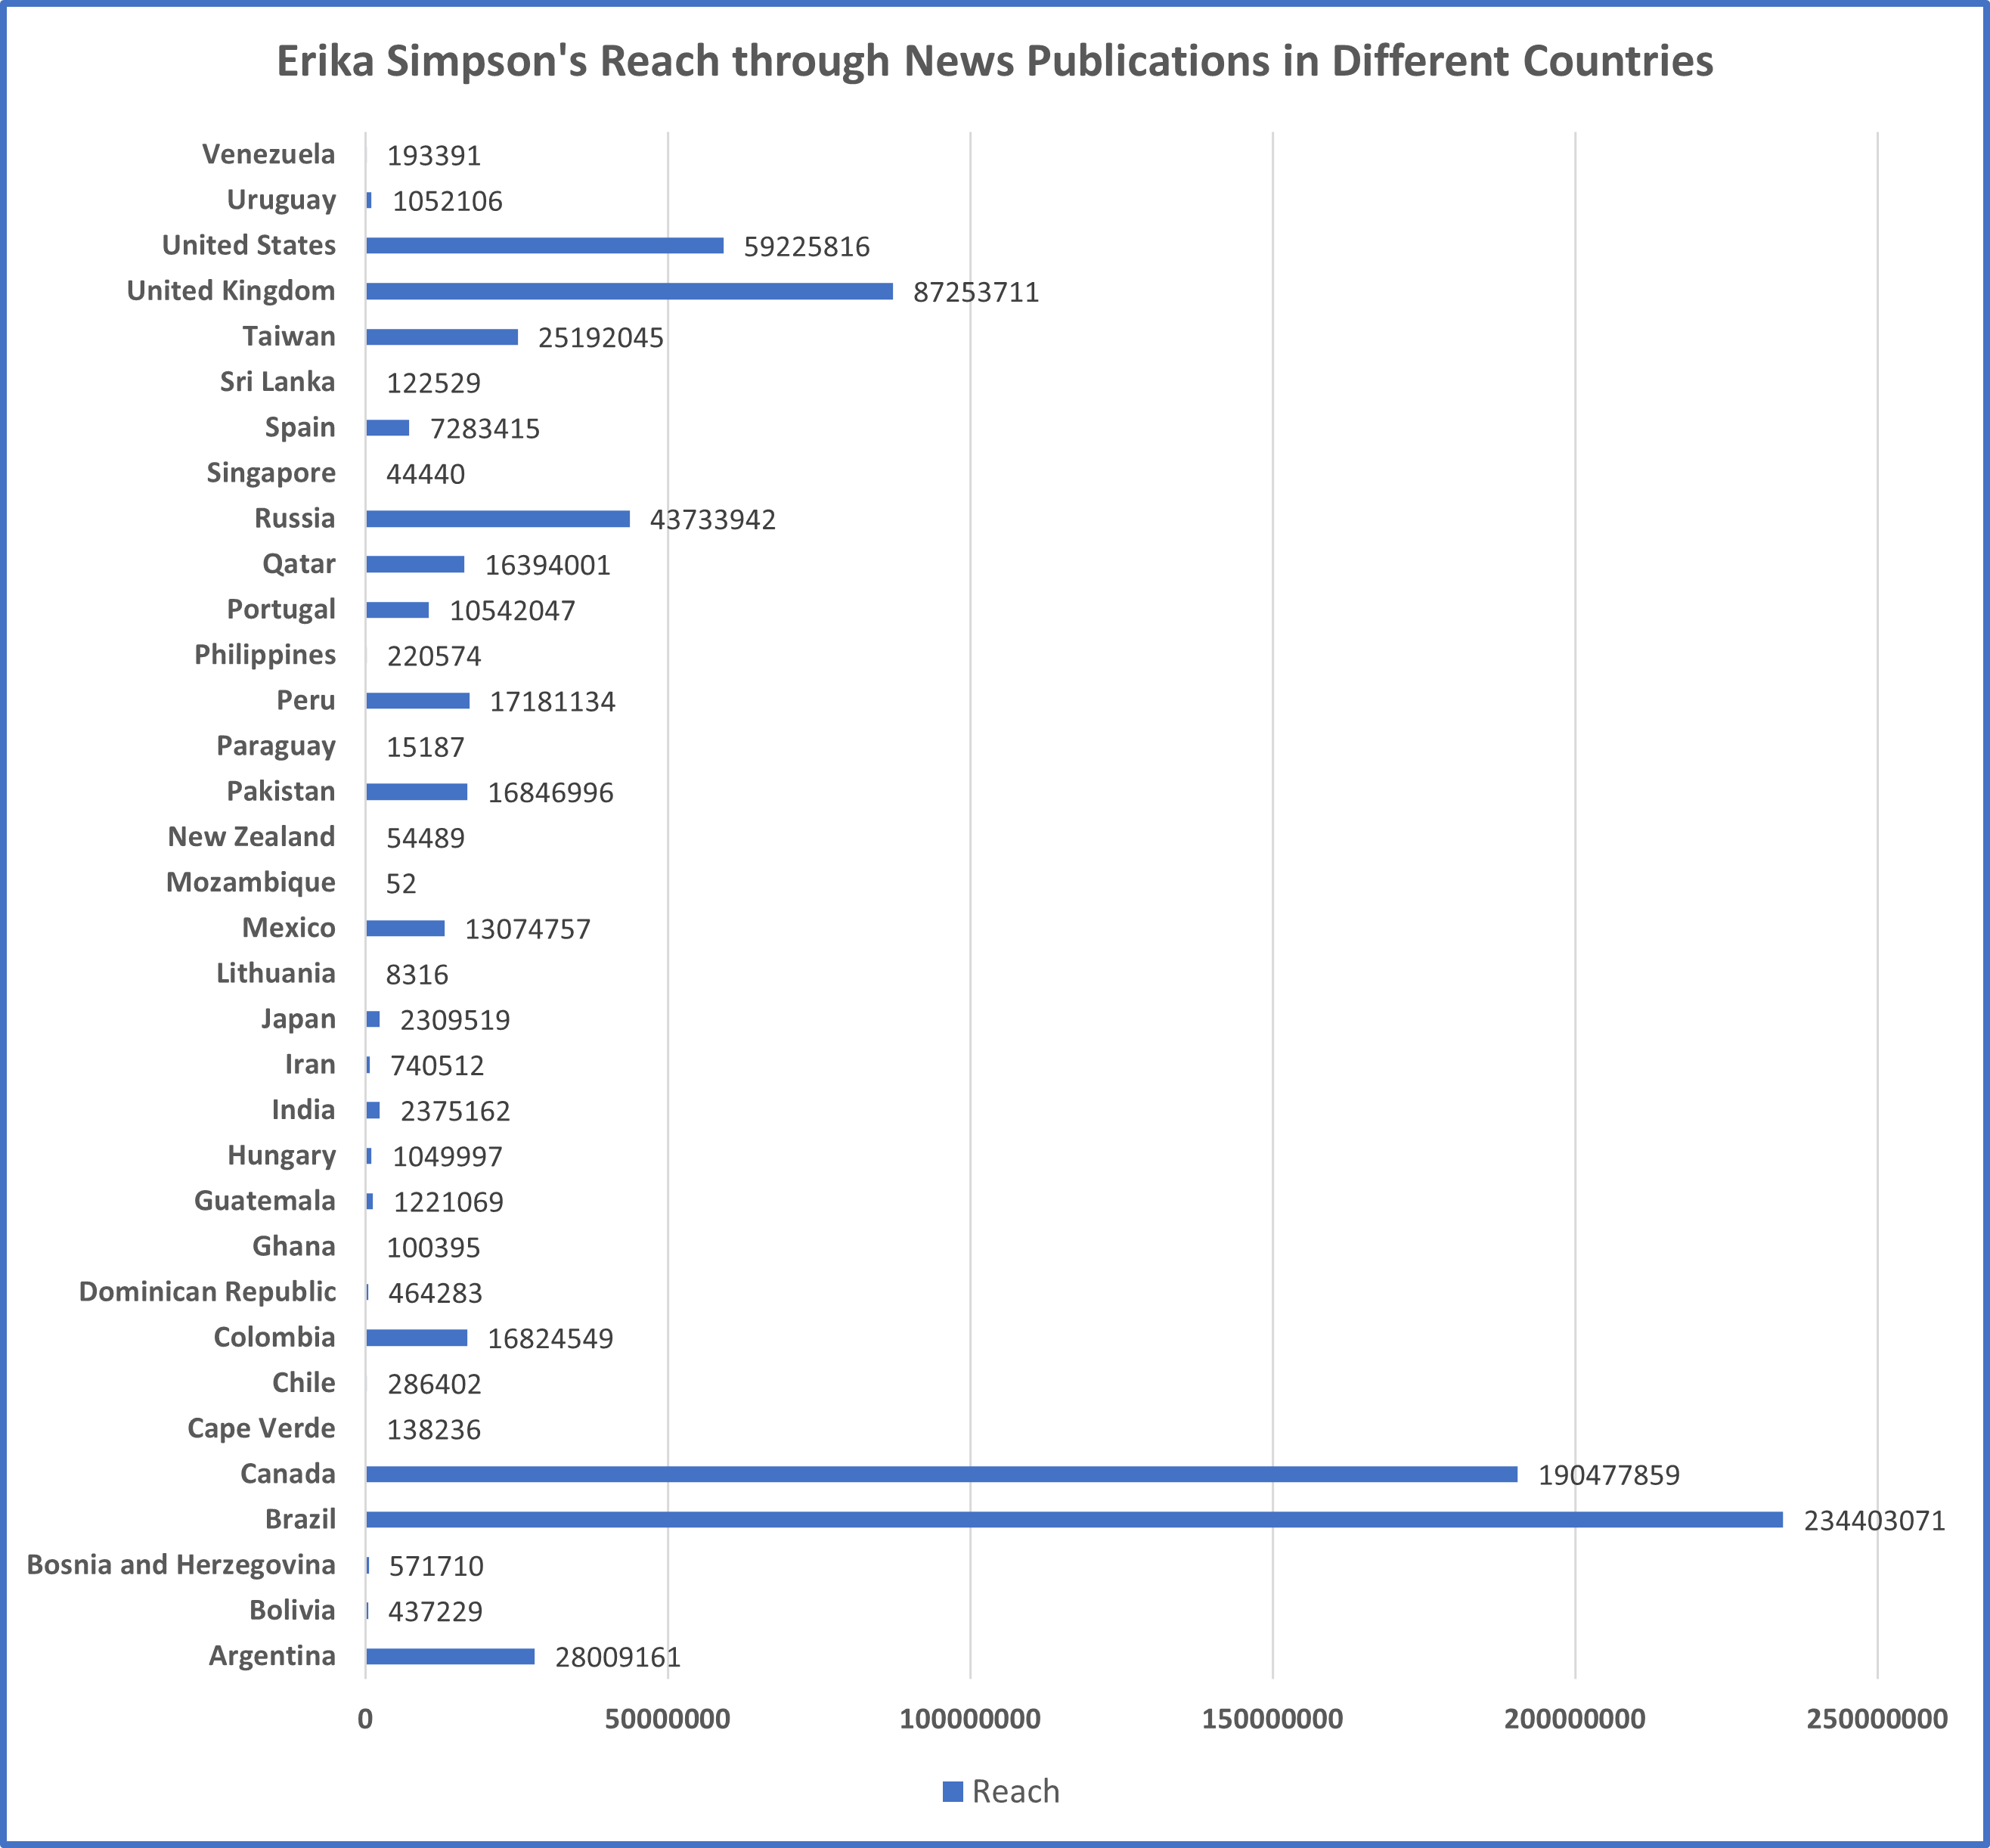 Erika Simpson's Reach through News Publications in Different Countries
Venezuela 193391
Uruguay 1052106
United States 59225816
United Kingdom 87253711
Taiwan 25192045
Sri Lanka 122529
Spain 7283415
Singapore 44440
Russia 43733942
Qatar 16394001
Portugal 10542047
Philippines 220574
Peru 17181134
Paraguay 15187
Pakistan 16846996
New Zealand 54489
Mozambique 52
Mexico 13074757
Lithuania 8316
Japan 2309519
Iran 740512
India 2375162
Hungary 1049997
Guatemala 1221069
Ghana 100395
Dominican Republic 464283
Colombia 16824549
Chile 286402
Cape Verde 138236
Canada 190477859
Brazil 234403071
Bosnia and Herzegovina 571710
Bolivia 437229
Argentina 28009161
0 50000000 100000000 150000000 200000000 250000000
Reach